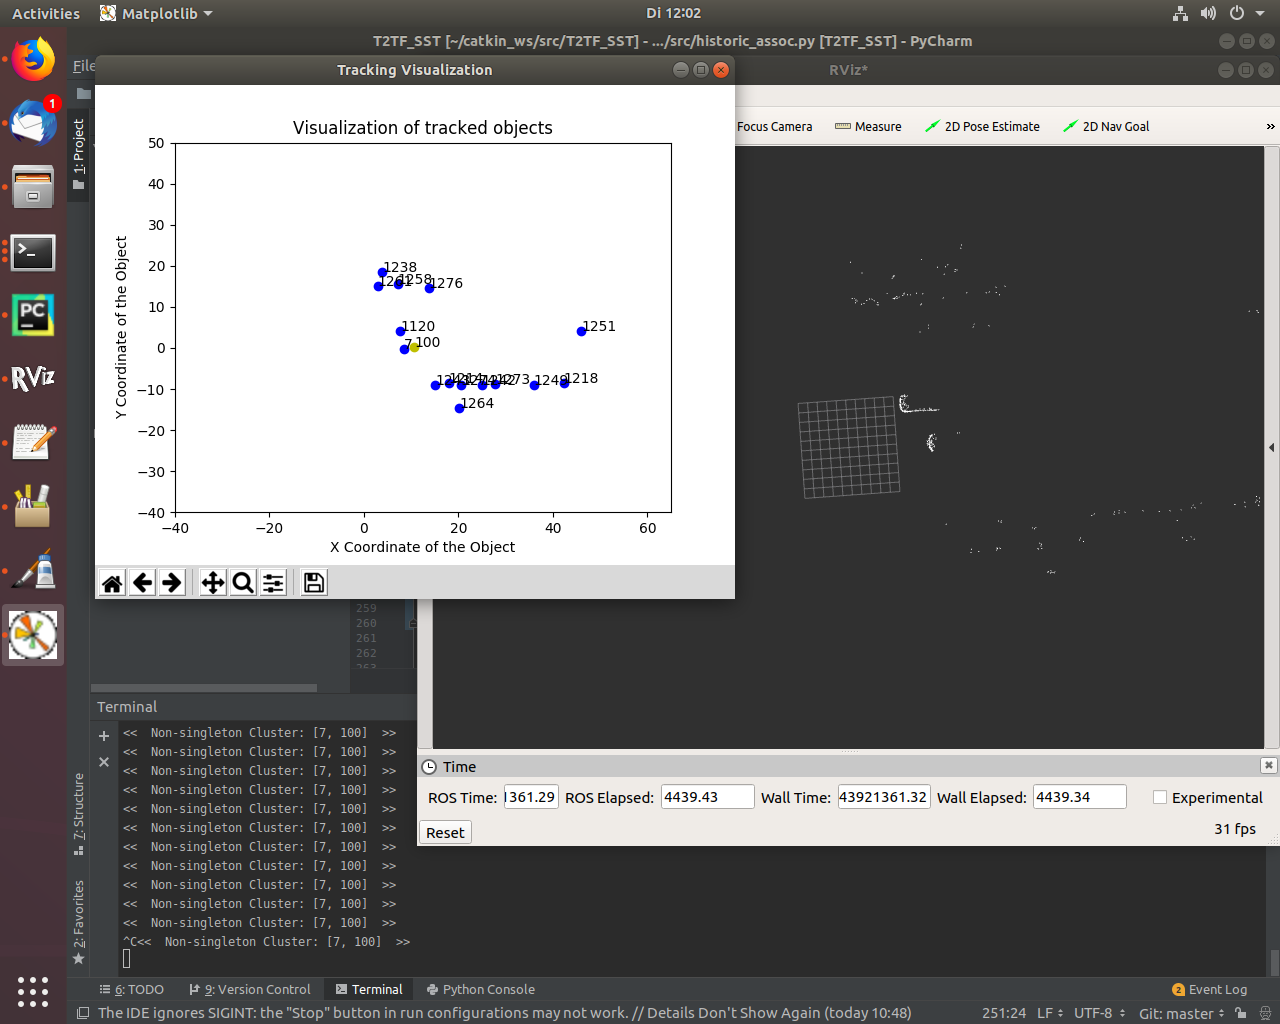 Activities
Matplotlib
Di 12:02
T2TF_SST [~/catkin_ws/src/T2TF_SST] - .../src/historic_assoc.py [T2TF_SST] - PyCharm
File
Tracking Visualization
RViz*
Focus Camera
Measure
2D Pose Estimate
2D Nav Goal
»
1
1: Project
Visualization of tracked objects
Y Coordinate of the Object
50
40
30
20
10
0
−10
−20
−30
−40
−40
−20
0
20
40
60
X Coordinate of the Object
1238
1258
1276
1120
7
100
1251
1273
1248
1218
1264
PC
RViz
259
260
261
262
263
Terminal
<< Non-singleton Cluster: [7, 100] >>
<< Non-singleton Cluster: [7, 100] >>
<< Non-singleton Cluster: [7, 100] >>
<< Non-singleton Cluster: [7, 100] >>
<< Non-singleton Cluster: [7, 100] >>
<< Non-singleton Cluster: [7, 100] >>
<< Non-singleton Cluster: [7, 100] >>
<< Non-singleton Cluster: [7, 100] >>
<< Non-singleton Cluster: [7, 100] >>
<< Non-singleton Cluster: [7, 100] >>
<< Non-singleton Cluster: [7, 100] >>
^C<< Non-singleton Cluster: [7, 100] >>
7: Structure
2: Favorites
Time
ROS Time: 1361.29 ROS Elapsed: 4439.43 Wall Time: 43921361.32 Wall Elapsed: 4439.34 Experimental
Reset
31 fps
6: TODO
9: Version Control
Terminal
Python Console
2 Event Log
The IDE ignores SIGINT: the "Stop" button in run configurations may not work. // Details Don't Show Again (today 10:48)
251:24 LF UTF-8 Git: master